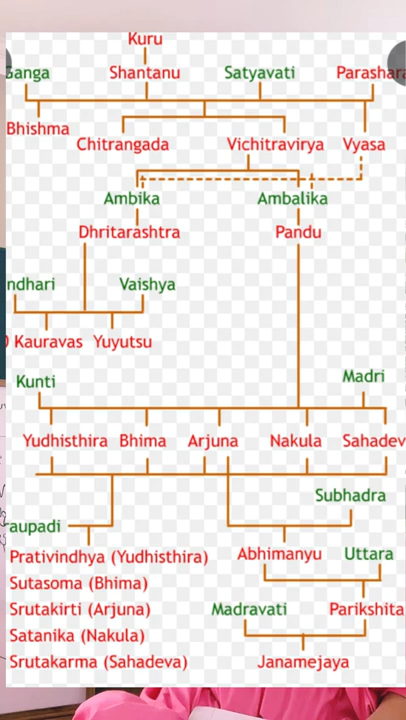 Kuru
Ganga Shantanu Satyavati Parashara
Bhishma
Chitrangada Vichitravirya Vyasa
Ambika Ambalika
Dhritarashtra Pandu
ndhari Vaishya
Kauravas Yuyutsu
Kunti Madri
Yudhisthira Bhima Arjuna Nakula Sahadev
Subhadra
aupadi
Prativindhya (Yudhisthira) Abhimanyu Uttara
Sutasoma (Bhima)
Srutakirti (Arjuna) Madravati Parikshita
Satanika (Nakula)
Srutakarma (Sahadeva) Janamejaya